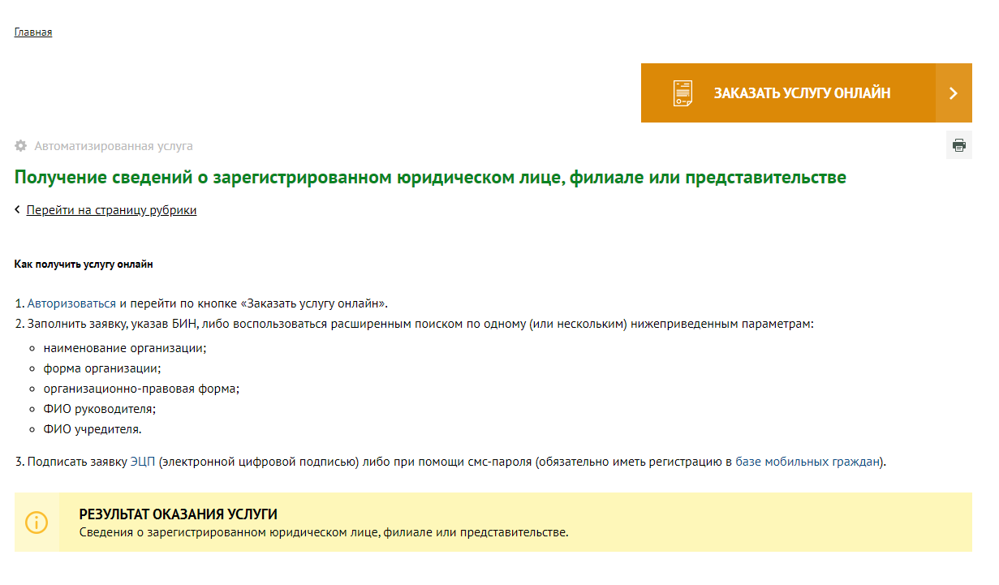 Главная
ЗАКАЗАТЬ УСЛУГУ ОНЛАЙН
Автоматизированная услуга
Получение сведений о зарегистрированном юридическом лице, филиале или представительстве
Перейти на страницу рубрики
Как получить услугу онлайн
1. Авторизоваться и перейти по кнопке «Заказать услугу онлайн».
2. Заполнить заявку, указав БИН, либо воспользоваться расширенным поиском по одному (или нескольким) нижеприведенным параметрам:
наименование организации;
форма организации;
организационно-правовая форма;
ФИО руководителя;
ФИО учредителя.
3. Подписать заявку ЭЦП (электронной цифровой подписью) либо при помощи смс-пароля (обязательно иметь регистрацию в базе мобильных граждан).
РЕЗУЛЬТАТ ОКАЗАНИЯ УСЛУГИ
Сведения о зарегистрированном юридическом лице, филиале или представительстве.